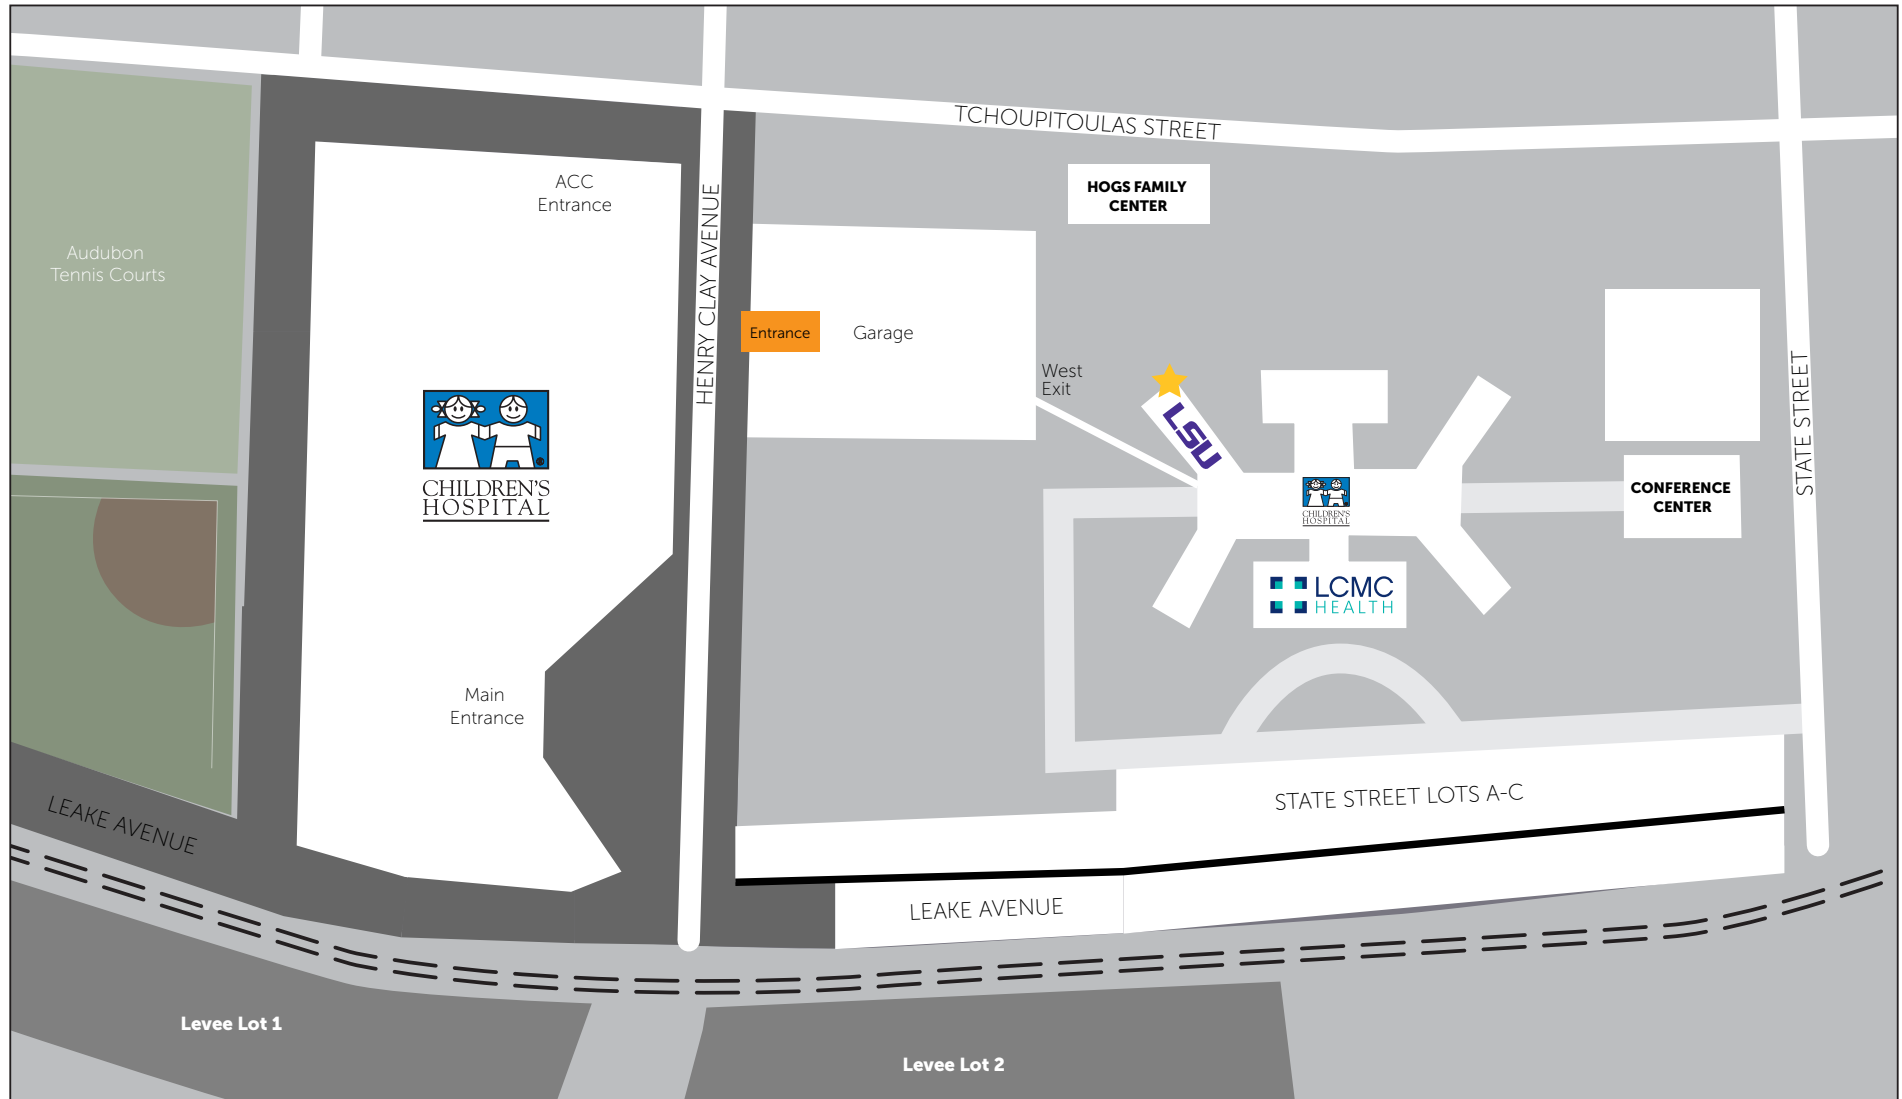 TCHOUPITOULAS STREET
ACC
Entrance
HENRY CLAY AVENUE
HOGS FAMILY
CENTER
Audubon
Tennis Courts
Entrance
Garage
West
Exit
LSU
STATE STREET
CHILDREN'S
HOSPITAL
CHILDREN'S
HOSPITAL
CONFERENCE
CENTER
LCMC
HEALTH
Main
Entrance
STATE STREET LOTS A-C
LEAKE AVENUE
LEAKE AVENUE
Levee Lot 1
Levee Lot 2